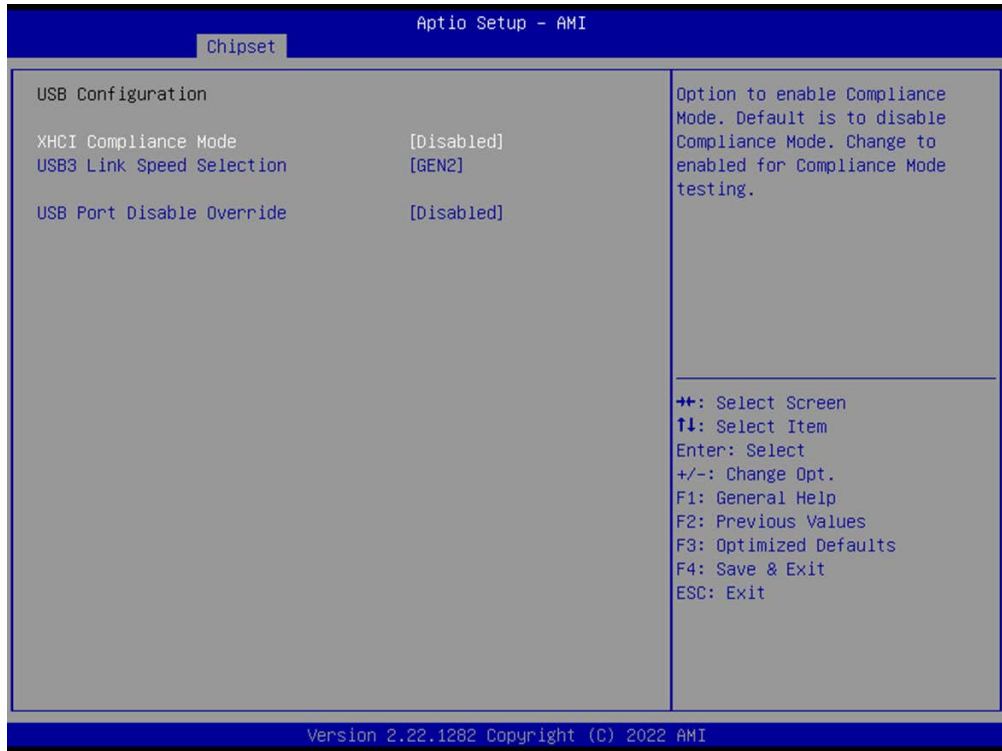 Aptio Setup – AMI
Chipset
USB Configuration
XHCI Compliance Mode [Disabled]
USB3 Link Speed Selection [GEN2]
USB Port Disable Override [Disabled]
Option to enable Compliance
Mode. Default is to disable
Compliance Mode. Change to
enabled for Compliance Mode
testing.
→←: Select Screen
↑↓: Select Item
Enter: Select
+/-: Change Opt.
F1: General Help
F2: Previous Values
F3: Optimized Defaults
F4: Save & Exit
ESC: Exit
Version 2.22.1282 Copyright (C) 2022 AMI